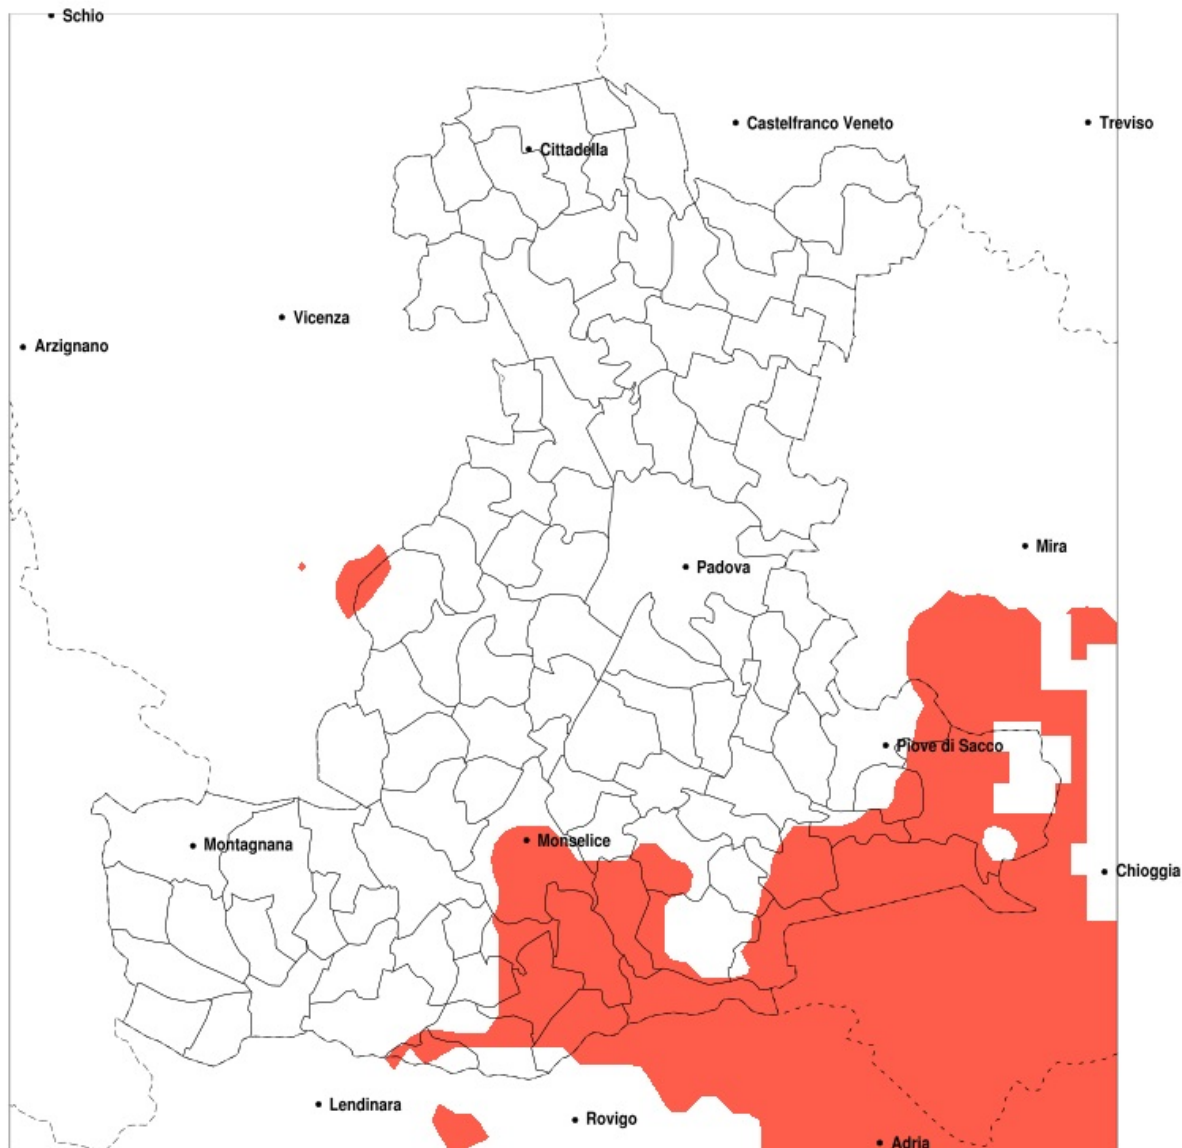 Schio
Castelfranco Veneto
Treviso
Cittadella
Vicenza
Arzignano
Mira
Padova
Piove di Sacco
Monselice
Montagnana
Chioggia
Lendinara
Rovigo
Adria